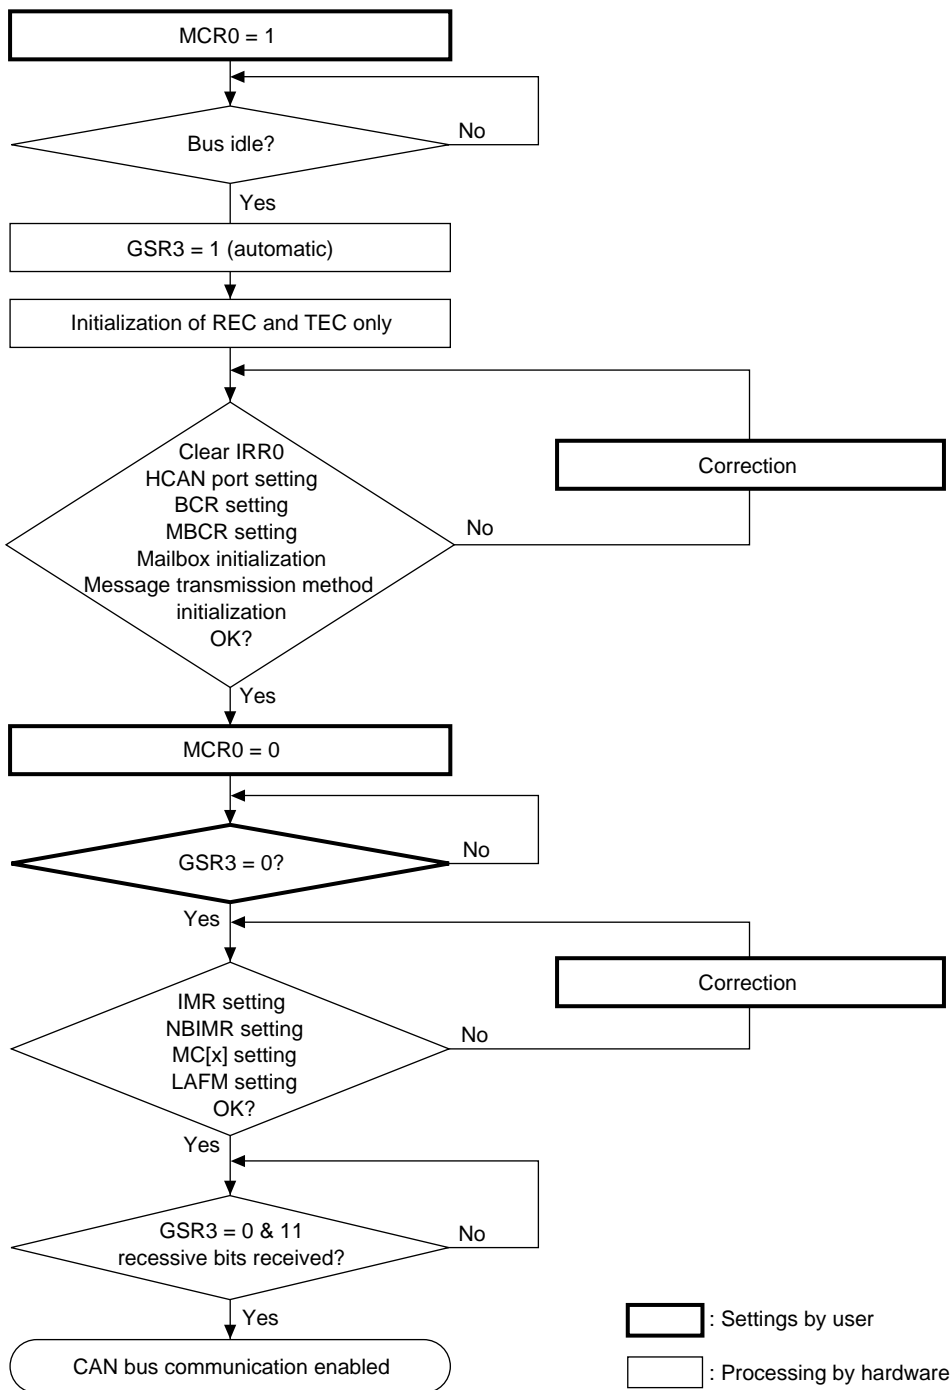 MCR0 = 1
Bus idle?
No
Yes
GSR3 = 1 (automatic)
Initialization of REC and TEC only
Clear IRR0
HCAN port setting
BCR setting
MBCR setting
Mailbox initialization
Message transmission method
initialization
OK?
No
Correction
Yes
MCR0 = 0
GSR3 = 0?
No
Yes
IMR setting
NBIMR setting
MC[x] setting
LAFM setting
OK?
No
Correction
Yes
GSR3 = 0 & 11
recessive bits received?
No
Yes
CAN bus communication enabled
: Settings by user
: Processing by hardware